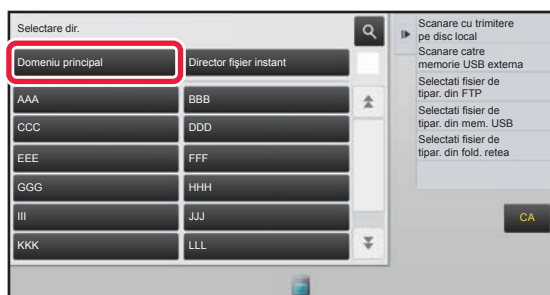 Selectare dir.
Domeniu principal
Director fișier instant
AAA
BBB
CCC
DDD
EEE
FFF
GGG
HHH
III
JJJ
KKK
LLL
Scanare cu trimitere
pe disc local
Scanare catre
memorie USB externa
Selectati fisier de
tipar. din FTP
Selectati fisier de
tipar. din mem. USB
Selectati fisier de
tipar. din fold. retea
CA